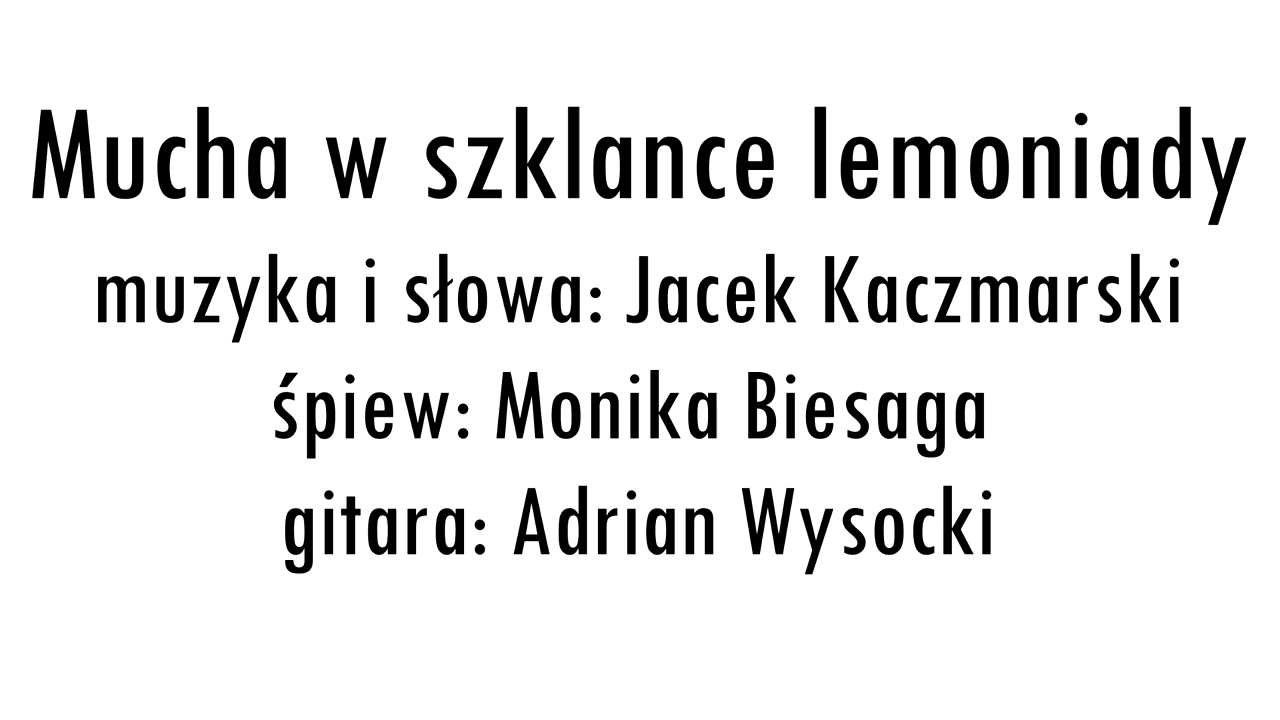 Mucha w szklance lemoniady
muzyka i słowa: Jacek Kaczmarski
śpiew: Monika Biesaga
gitara: Adrian Wysocki